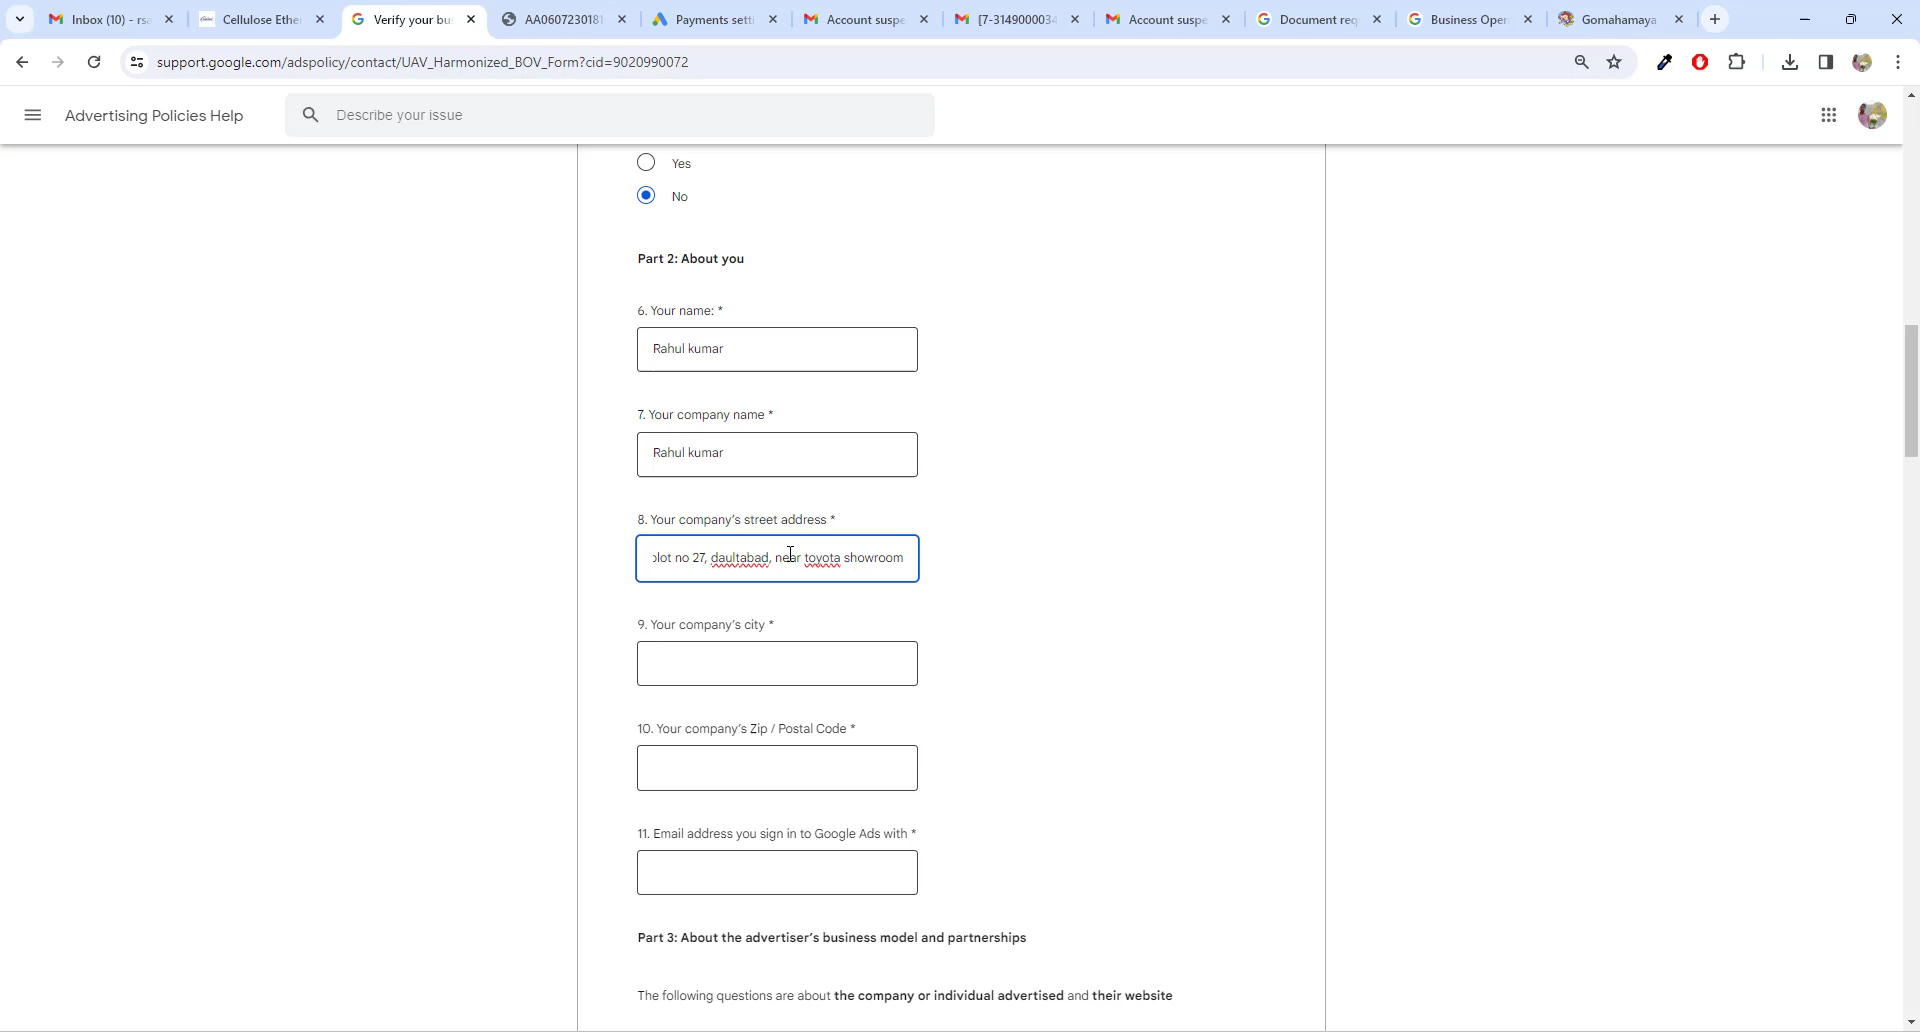 Inbox (10) - rsa
Cellulose Ethe
Verify your bu
AA0607230181
Payments setti
Account suspe
[7-3149000034
Account suspe
Document req
Business Oper
Gomahamaya
support.google.com/adspolicy/contact/UAV_Harmonized_BOV_Form?cid=9020990072
Advertising Policies Help
Describe your issue
Yes
No
Part 2: About you
6. Your name: *
Rahul kumar
7. Your company name *
Rahul kumar
8. Your company's street address *
plot no 27, daultabad, near toyota showroom
9. Your company's city *
10. Your company's Zip / Postal Code *
11. Email address you sign in to Google Ads with *
Part 3: About the advertiser's business model and partnerships
The following questions are about the company or individual advertised and their website